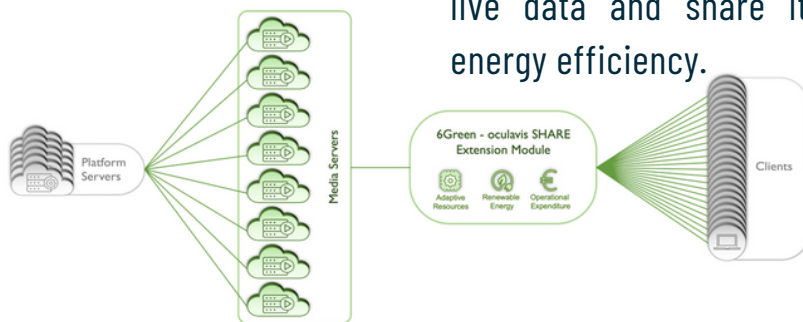 live data and share it
energy efficiency.
Platform
Servers
Media Servers
6Green - oculavis SHARE
Extension Module
Adaptive
Resources
Renewable
Energy
Operational
Expenditure
Clients